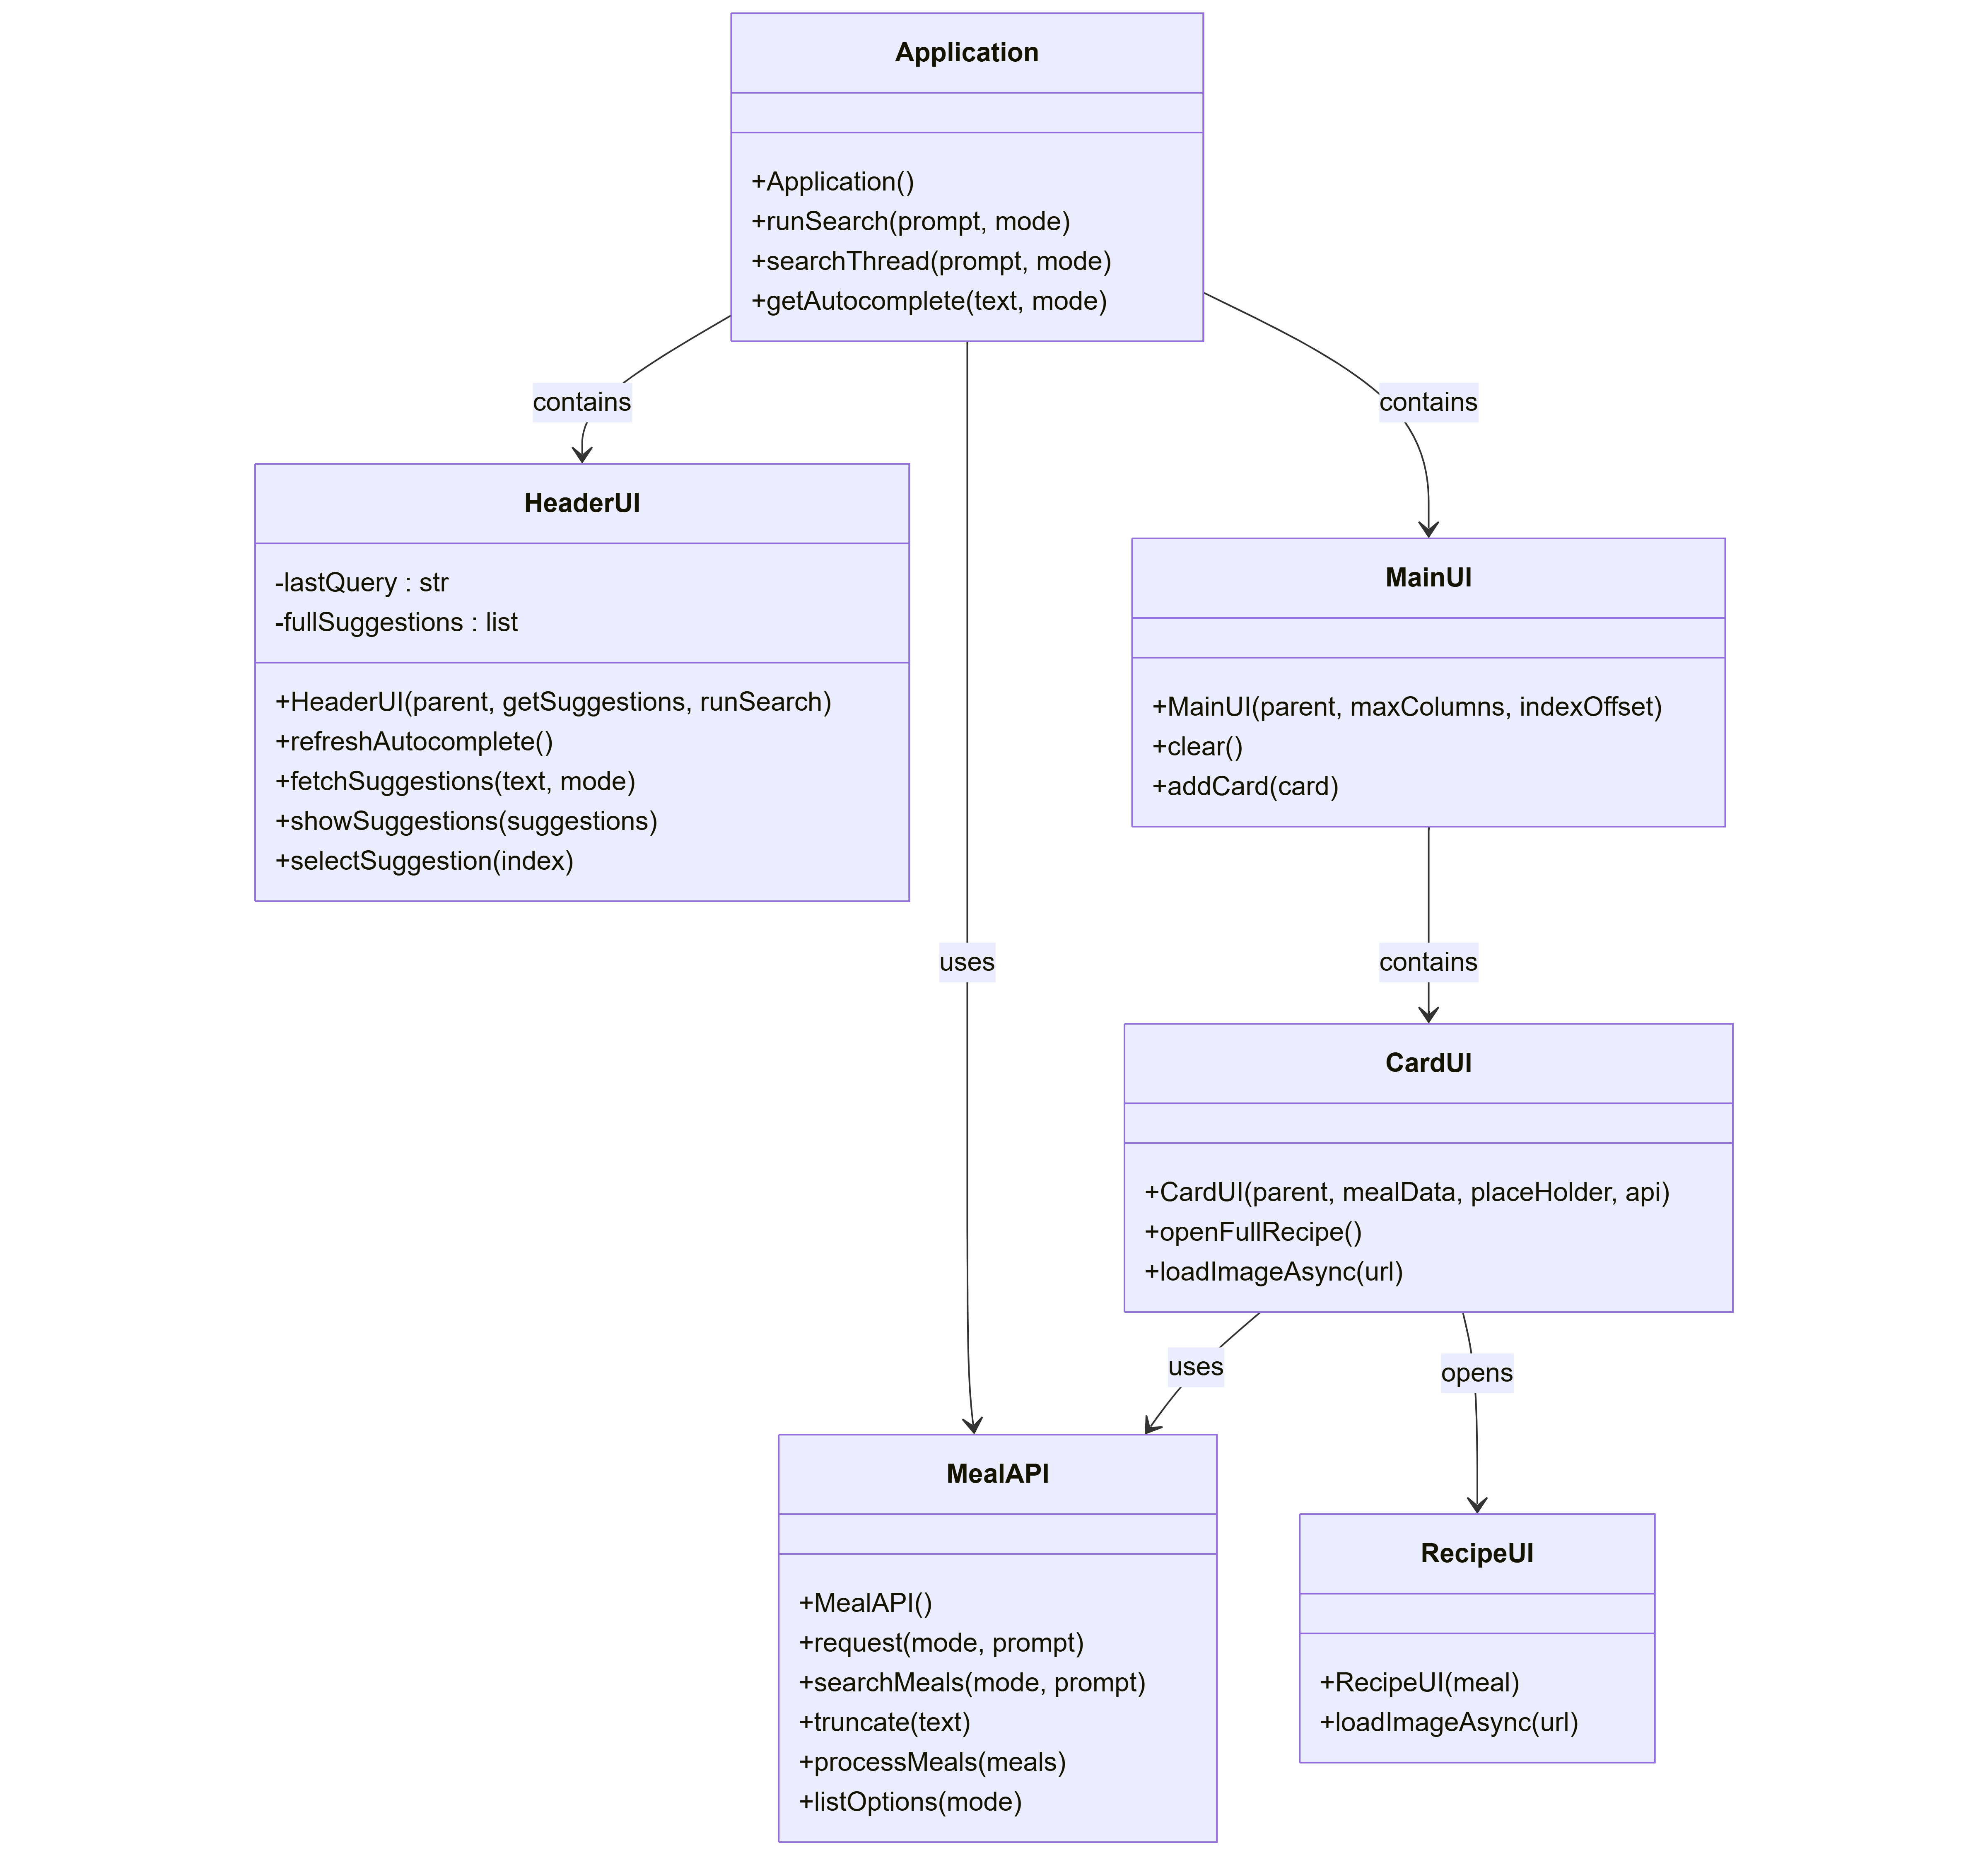 Application
+Application()
+runSearch(prompt, mode)
+searchThread(prompt, mode)
+getAutocomplete(text, mode)
contains
contains
HeaderUI
-lastQuery : str
-fullSuggestions : list
+HeaderUI(parent, getSuggestions, runSearch)
+refreshAutocomplete()
+fetchSuggestions(text, mode)
+showSuggestions(suggestions)
+selectSuggestion(index)
MainUI
+MainUI(parent, maxColumns, indexOffset)
+clear()
+addCard(card)
uses
contains
CardUI
+CardUI(parent, mealData, placeHolder, api)
+openFullRecipe()
+loadImageAsync(url)
uses
opens
MealAPI
+MealAPI()
+request(mode, prompt)
+searchMeals(mode, prompt)
+truncate(text)
+processMeals(meals)
+listOptions(mode)
RecipeUI
+RecipeUI(meal)
+loadImageAsync(url)